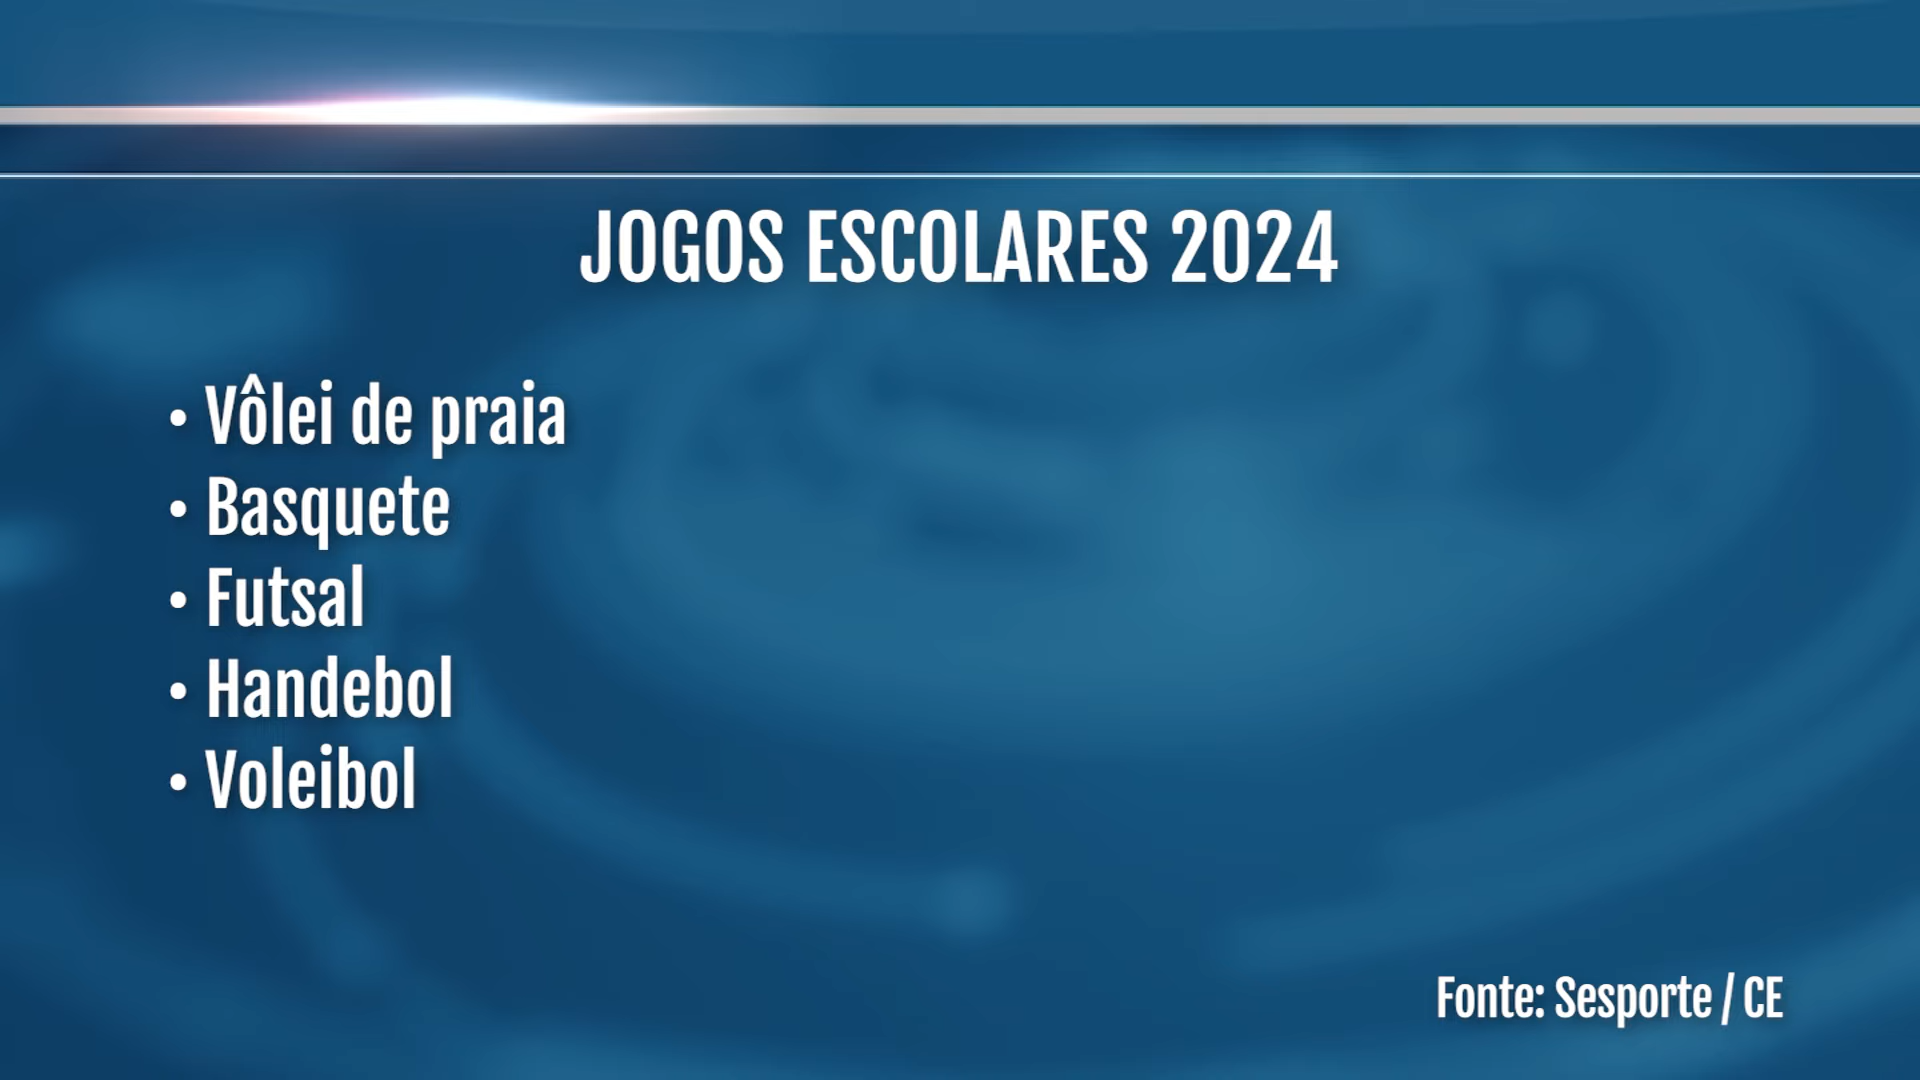 JOGOS ESCOLARES 2024
• Vôlei de praia
• Basquete
• Futsal
• Handebol
• Voleibol
Fonte: Sesporte / CE